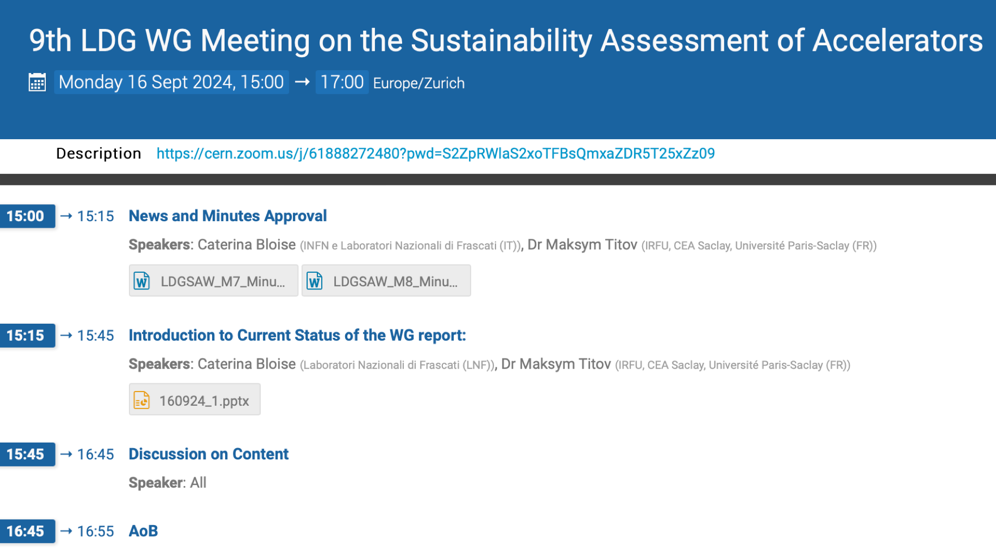 9th LDG WG Meeting on the Sustainability Assessment of Accelerators
Monday 16 Sept 2024, 15:00 → 17:00 Europe/Zurich
Description https://cern.zoom.us/j/61888272480?pwd=S2ZpRWlaS2xoTFBsQmxaZDR5T25xZz09
15:00 → 15:15 News and Minutes Approval
Speakers: Caterina Bloise (INFN e Laboratori Nazionali di Frascati (IT)), Dr Maksym Titov (IRFU, CEA Saclay, Université Paris-Saclay (FR))
LDGSAW_M7_Minu... LDGSAW_M8_Minu...
15:15 → 15:45 Introduction to Current Status of the WG report:
Speakers: Caterina Bloise (Laboratori Nazionali di Frascati (LNF)), Dr Maksym Titov (IRFU, CEA Saclay, Université Paris-Saclay (FR))
160924_1.pptx
15:45 → 16:45 Discussion on Content
Speaker: All
16:45 → 16:55 AoB